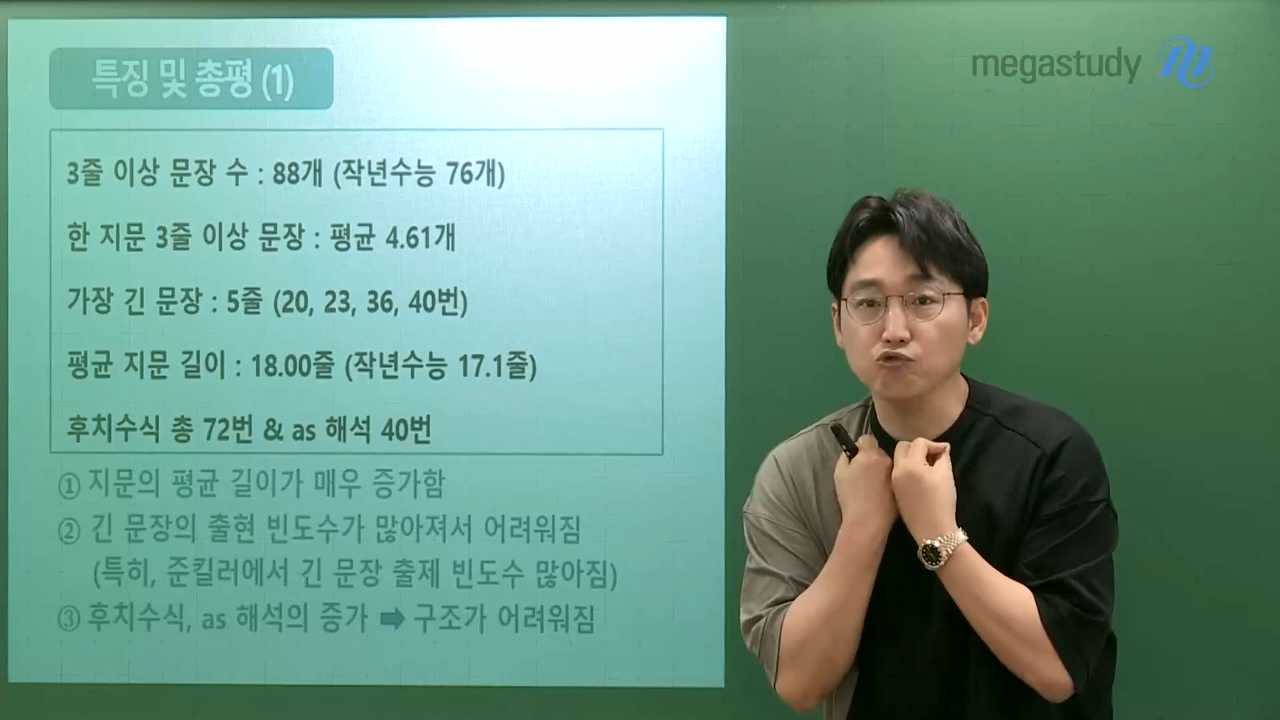 특징 및 총평 (1)
megastudy
3줄 이상 문장 수 : 88개 (작년수능 76개)
한 지문 3줄 이상 문장 : 평균 4.61개
가장 긴 문장 : 5줄 (20, 23, 36, 40번)
평균 지문 길이 : 18.00줄 (작년수능 17.1줄)
후치수식 총 72번 & as 해석 40번
① 지문의 평균 길이가 매우 증가함
② 긴 문장의 출현 빈도수가 많아져서 어려워짐
(특히, 준킬러에서 긴 문장 출제 빈도수 많아짐)
③ 후치수식, as 해석의 증가 ➡ 구조가 어려워짐